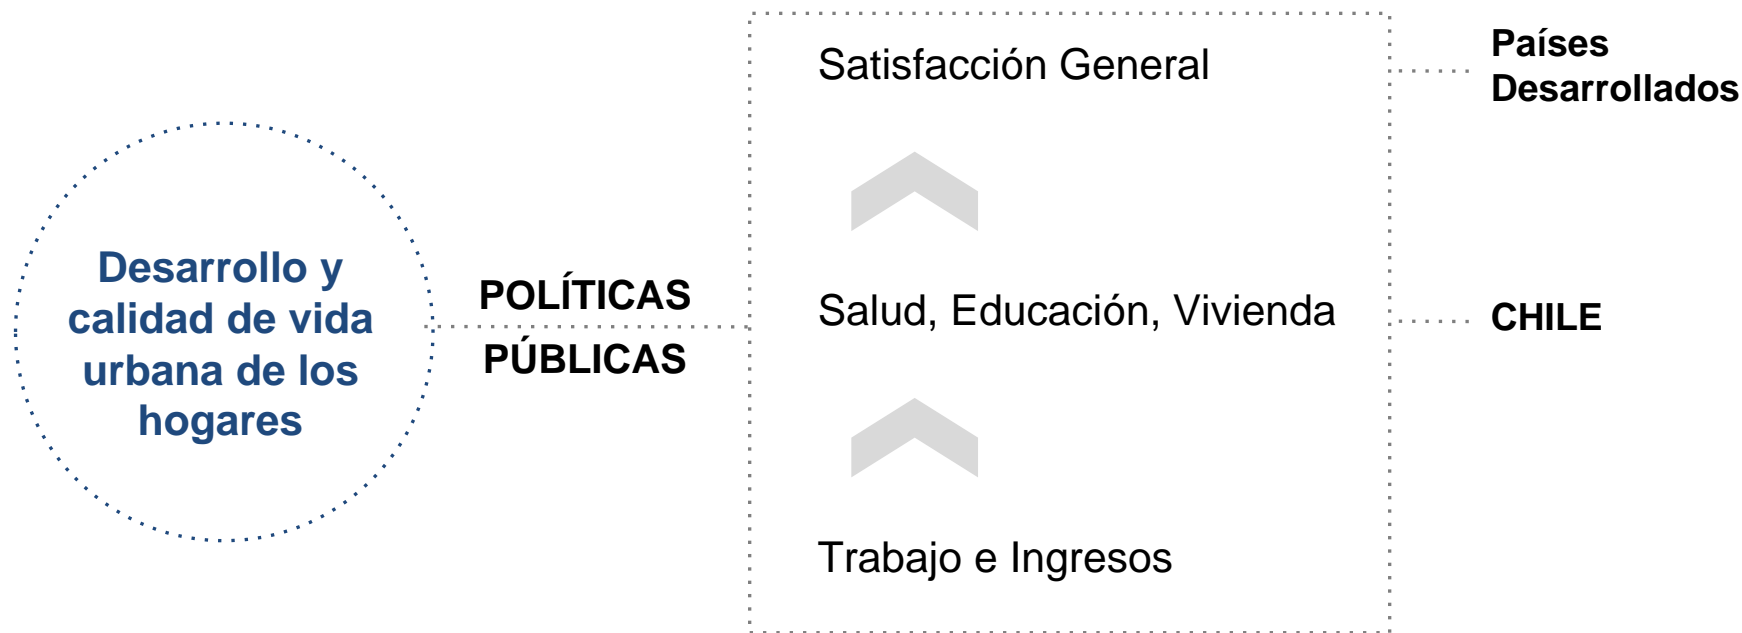 Desarrollo y
calidad de vida
urbana de los
hogares
POLÍTICAS
PÚBLICAS
Satisfacción General
Salud, Educación, Vivienda
Trabajo e Ingresos
Países
Desarrollados
CHILE